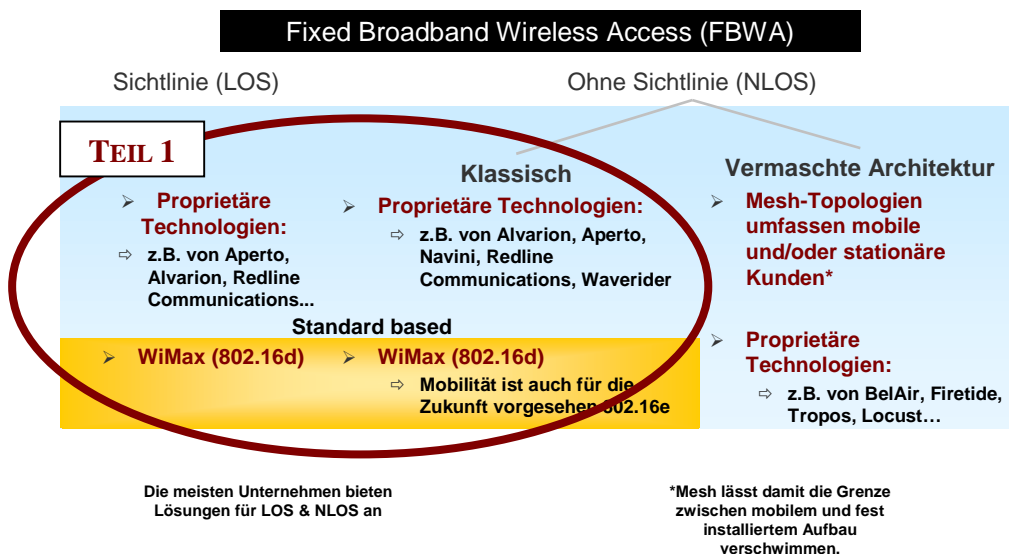 Fixed Broadband Wireless Access (FBWA)
Sichtlinie (LOS)
Ohne Sichtlinie (NLOS)
TEIL 1
Klassisch
Vermaschte Architektur
➢ Proprietäre
Technologien:
⇨ z.B. von Aperto,
Alvarion, Redline
Communications...
➢ Proprietäre Technologien:
⇨ z.B. von Alvarion, Aperto,
Navini, Redline
Communications, Waverider
➢ Mesh-Topologien
umfassen mobile
und/oder stationäre
Kunden*
Standard based
➢ WiMax (802.16d)
➢ WiMax (802.16d)
⇨ Mobilität ist auch für die
Zukunft vorgesehen 802.16e
➢ Proprietäre
Technologien:
⇨ z.B. von BelAir, Firetide,
Tropos, Locust…
Die meisten Unternehmen bieten
Lösungen für LOS & NLOS an
*Mesh lässt damit die Grenze
zwischen mobilem und fest
installiertem Aufbau
verschwimmen.